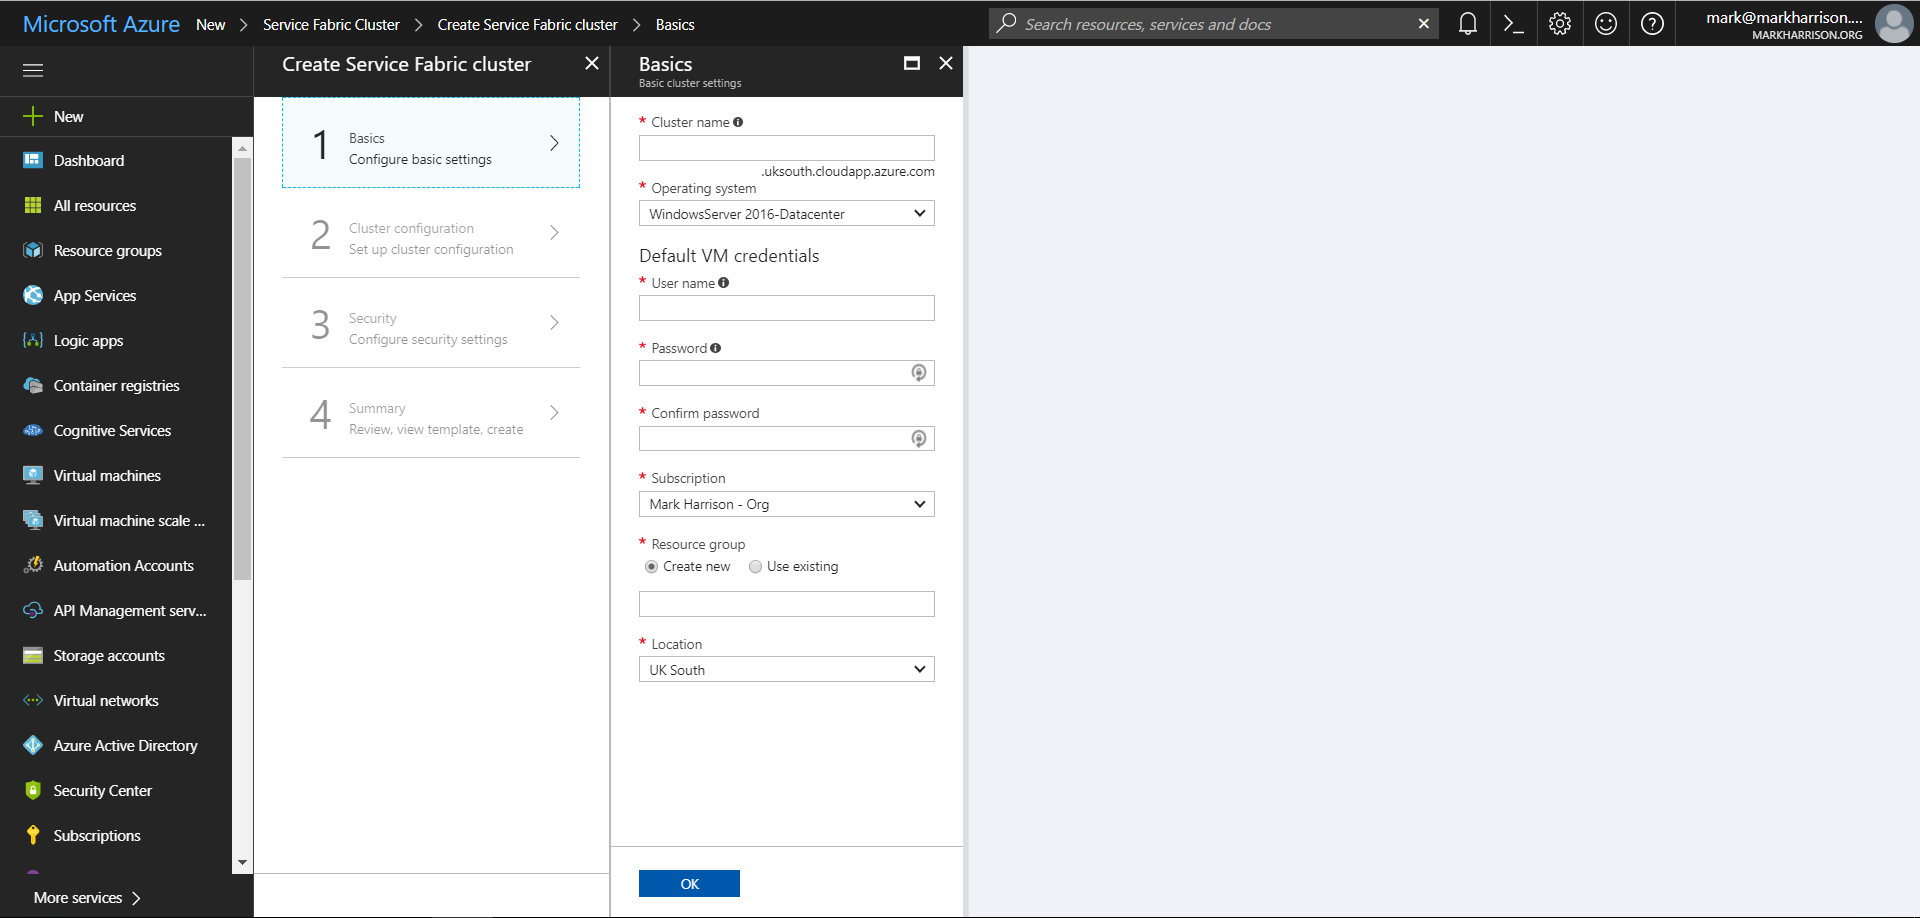 Microsoft Azure New Service Fabric Cluster Create Service Fabric cluster Basics
Search resources, services and docs
mark@markharrison....
MARKHARRISON.ORG
New
Dashboard
All resources
Resource groups
App Services
Logic apps
Container registries
Cognitive Services
Virtual machines
Virtual machine scale ...
Automation Accounts
API Management serv...
Storage accounts
Virtual networks
Azure Active Directory
Security Center
Subscriptions
More services
Create Service Fabric cluster
1 Basics
Configure basic settings
2 Cluster configuration
Set up cluster configuration
3 Security
Configure security settings
4 Summary
Review, view template, create
Basics
Basic cluster settings
* Cluster name
.uksouth.cloudapp.azure.com
* Operating system
WindowsServer 2016-Datacenter
Default VM credentials
* User name
* Password
* Confirm password
* Subscription
Mark Harrison - Org
* Resource group
Create new Use existing
* Location
UK South
OK